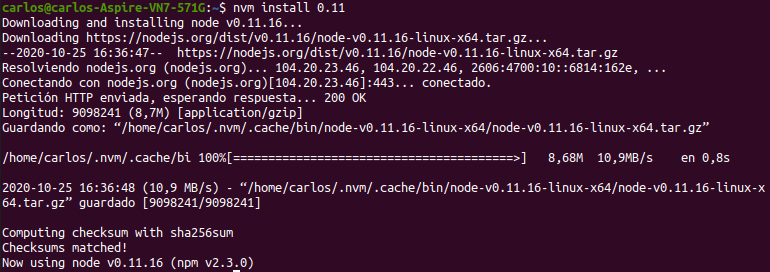 carlos@carlos-Aspire-VN7-571G:~$ nvm install 0.11
Downloading and installing node v0.11.16...
Downloading https://nodejs.org/dist/v0.11.16/node-v0.11.16-linux-x64.tar.gz...
--2020-10-25 16:36:47--  https://nodejs.org/dist/v0.11.16/node-v0.11.16-linux-x64.tar.gz
Resolviendo nodejs.org (nodejs.org)... 104.20.23.46, 104.20.22.46, 2606:4700:10::6814:162e, ...
Conectando con nodejs.org (nodejs.org)[104.20.23.46]:443... conectado.
Petición HTTP enviada, esperando respuesta... 200 OK
Longitud: 9098241 (8,7M) [application/gzip]
Guardando como: “/home/carlos/.nvm/.cache/bin/node-v0.11.16-linux-x64/node-v0.11.16-linux-x64.tar.gz”
/home/carlos/.nvm/.cache/bi 100%[========================================>]   8,68M  10,9MB/s    en 0,8s
2020-10-25 16:36:48 (10,9 MB/s) - “/home/carlos/.nvm/.cache/bin/node-v0.11.16-linux-x64/node-v0.11.16-linux-x
64.tar.gz” guardado [9098241/9098241]
Computing checksum with sha256sum
Checksums matched!
Now using node v0.11.16 (npm v2.3.0)